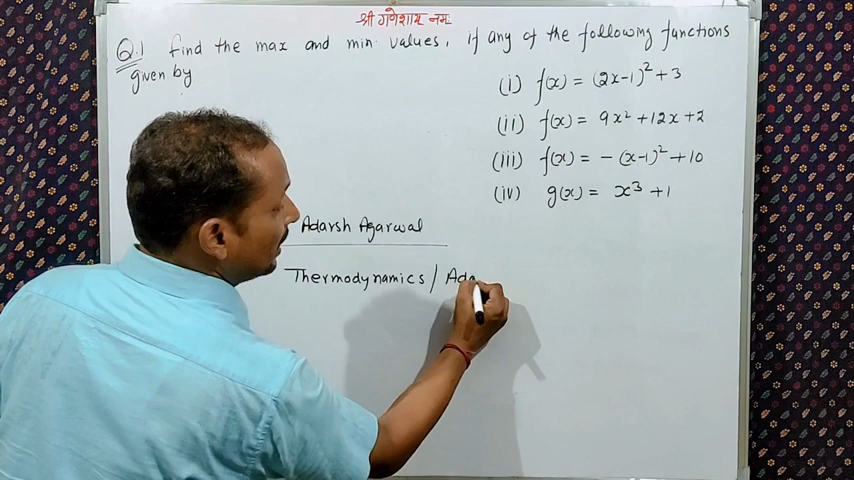 श्री गणेशाय नमः
Q.1 find the max and min. values, if any of the following functions
given by
(i) f(x) = (2x-1)² + 3
(ii) f(x) = 9x² + 12x + 2
(iii) f(x) = - (x-1)² + 10
(iv) g(x) = x³ + 1
Adarsh Agarwal
Thermodynamics / Ada